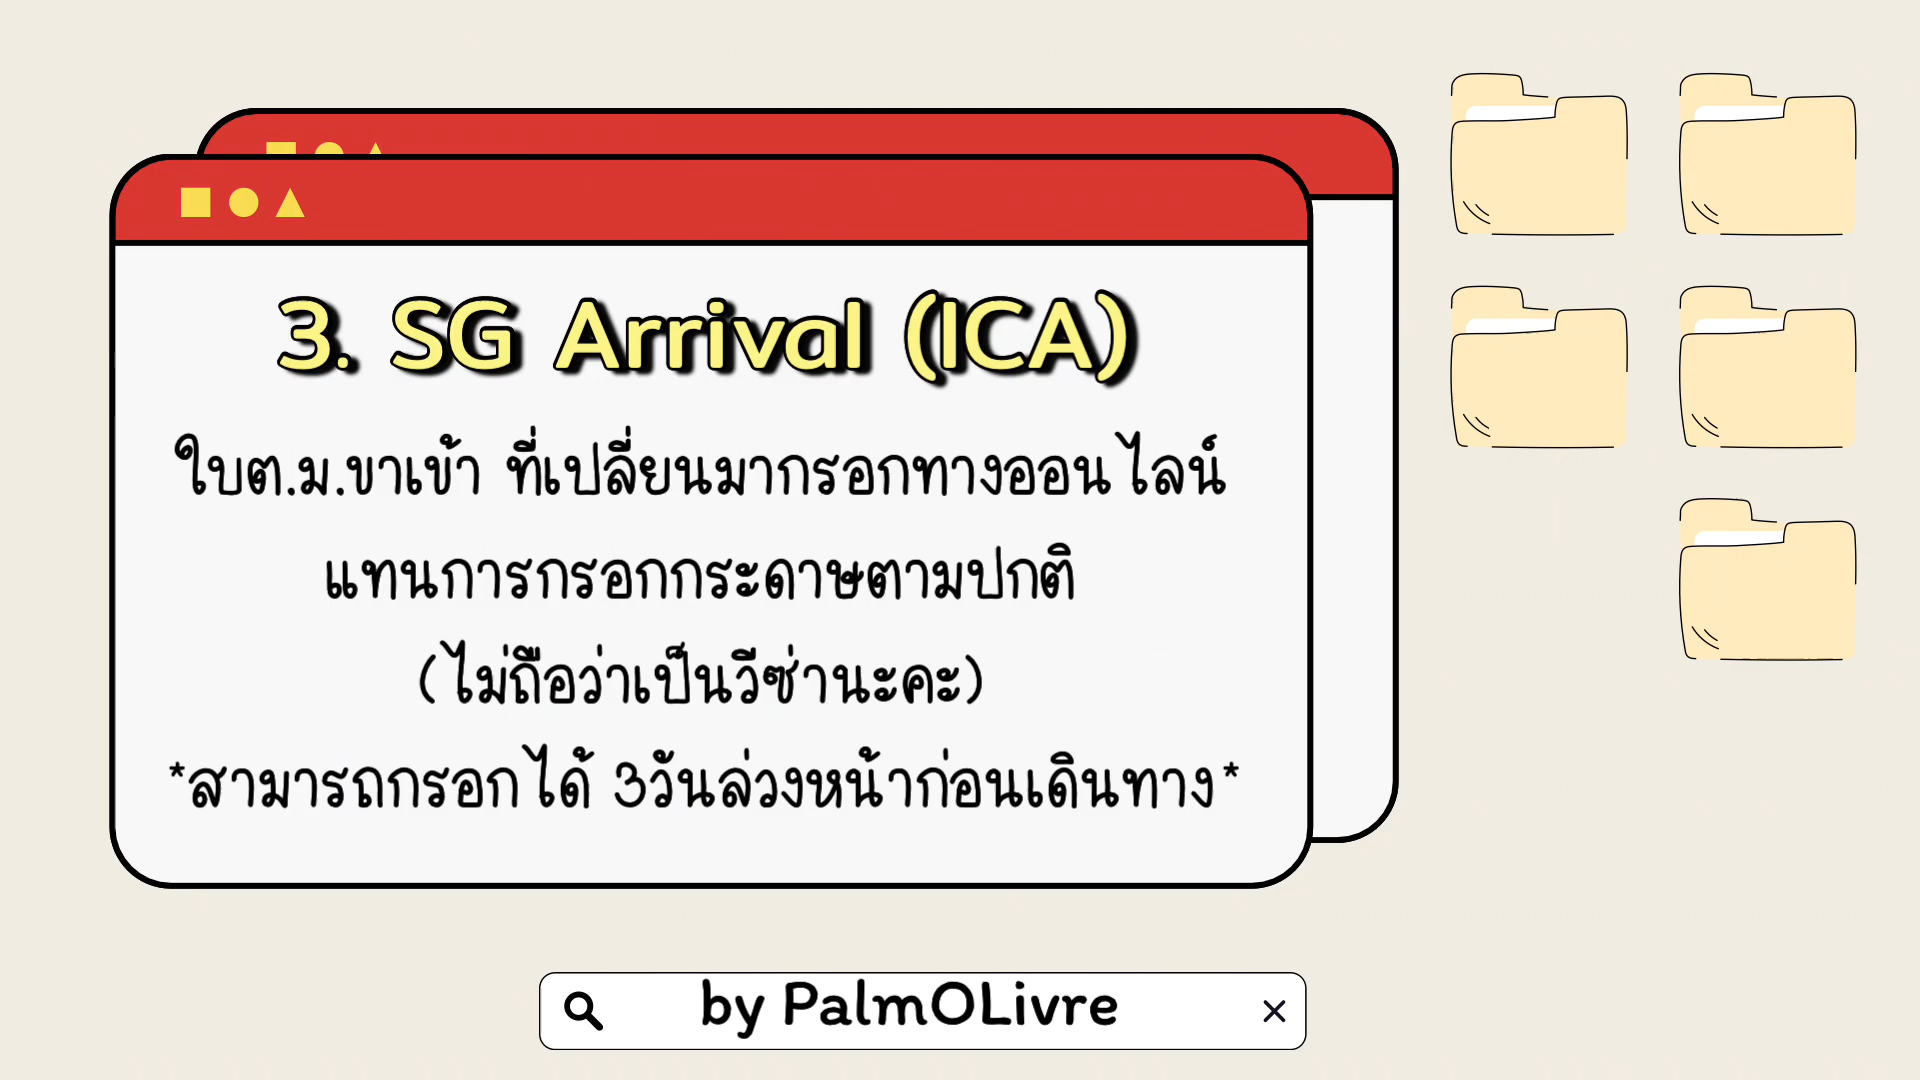 3. SG Arrival (ICA)
ใบต.ม.ขาเข้า ที่เปลี่ยนมากรอกทางออนไลน์
แทนการกรอกกระดาษตามปกติ
(ไม่ถือว่าเป็นวีซ่านะคะ)
*สามารถกรอกได้ 3วันล่วงหน้าก่อนเดินทาง*
by PalmOLivre